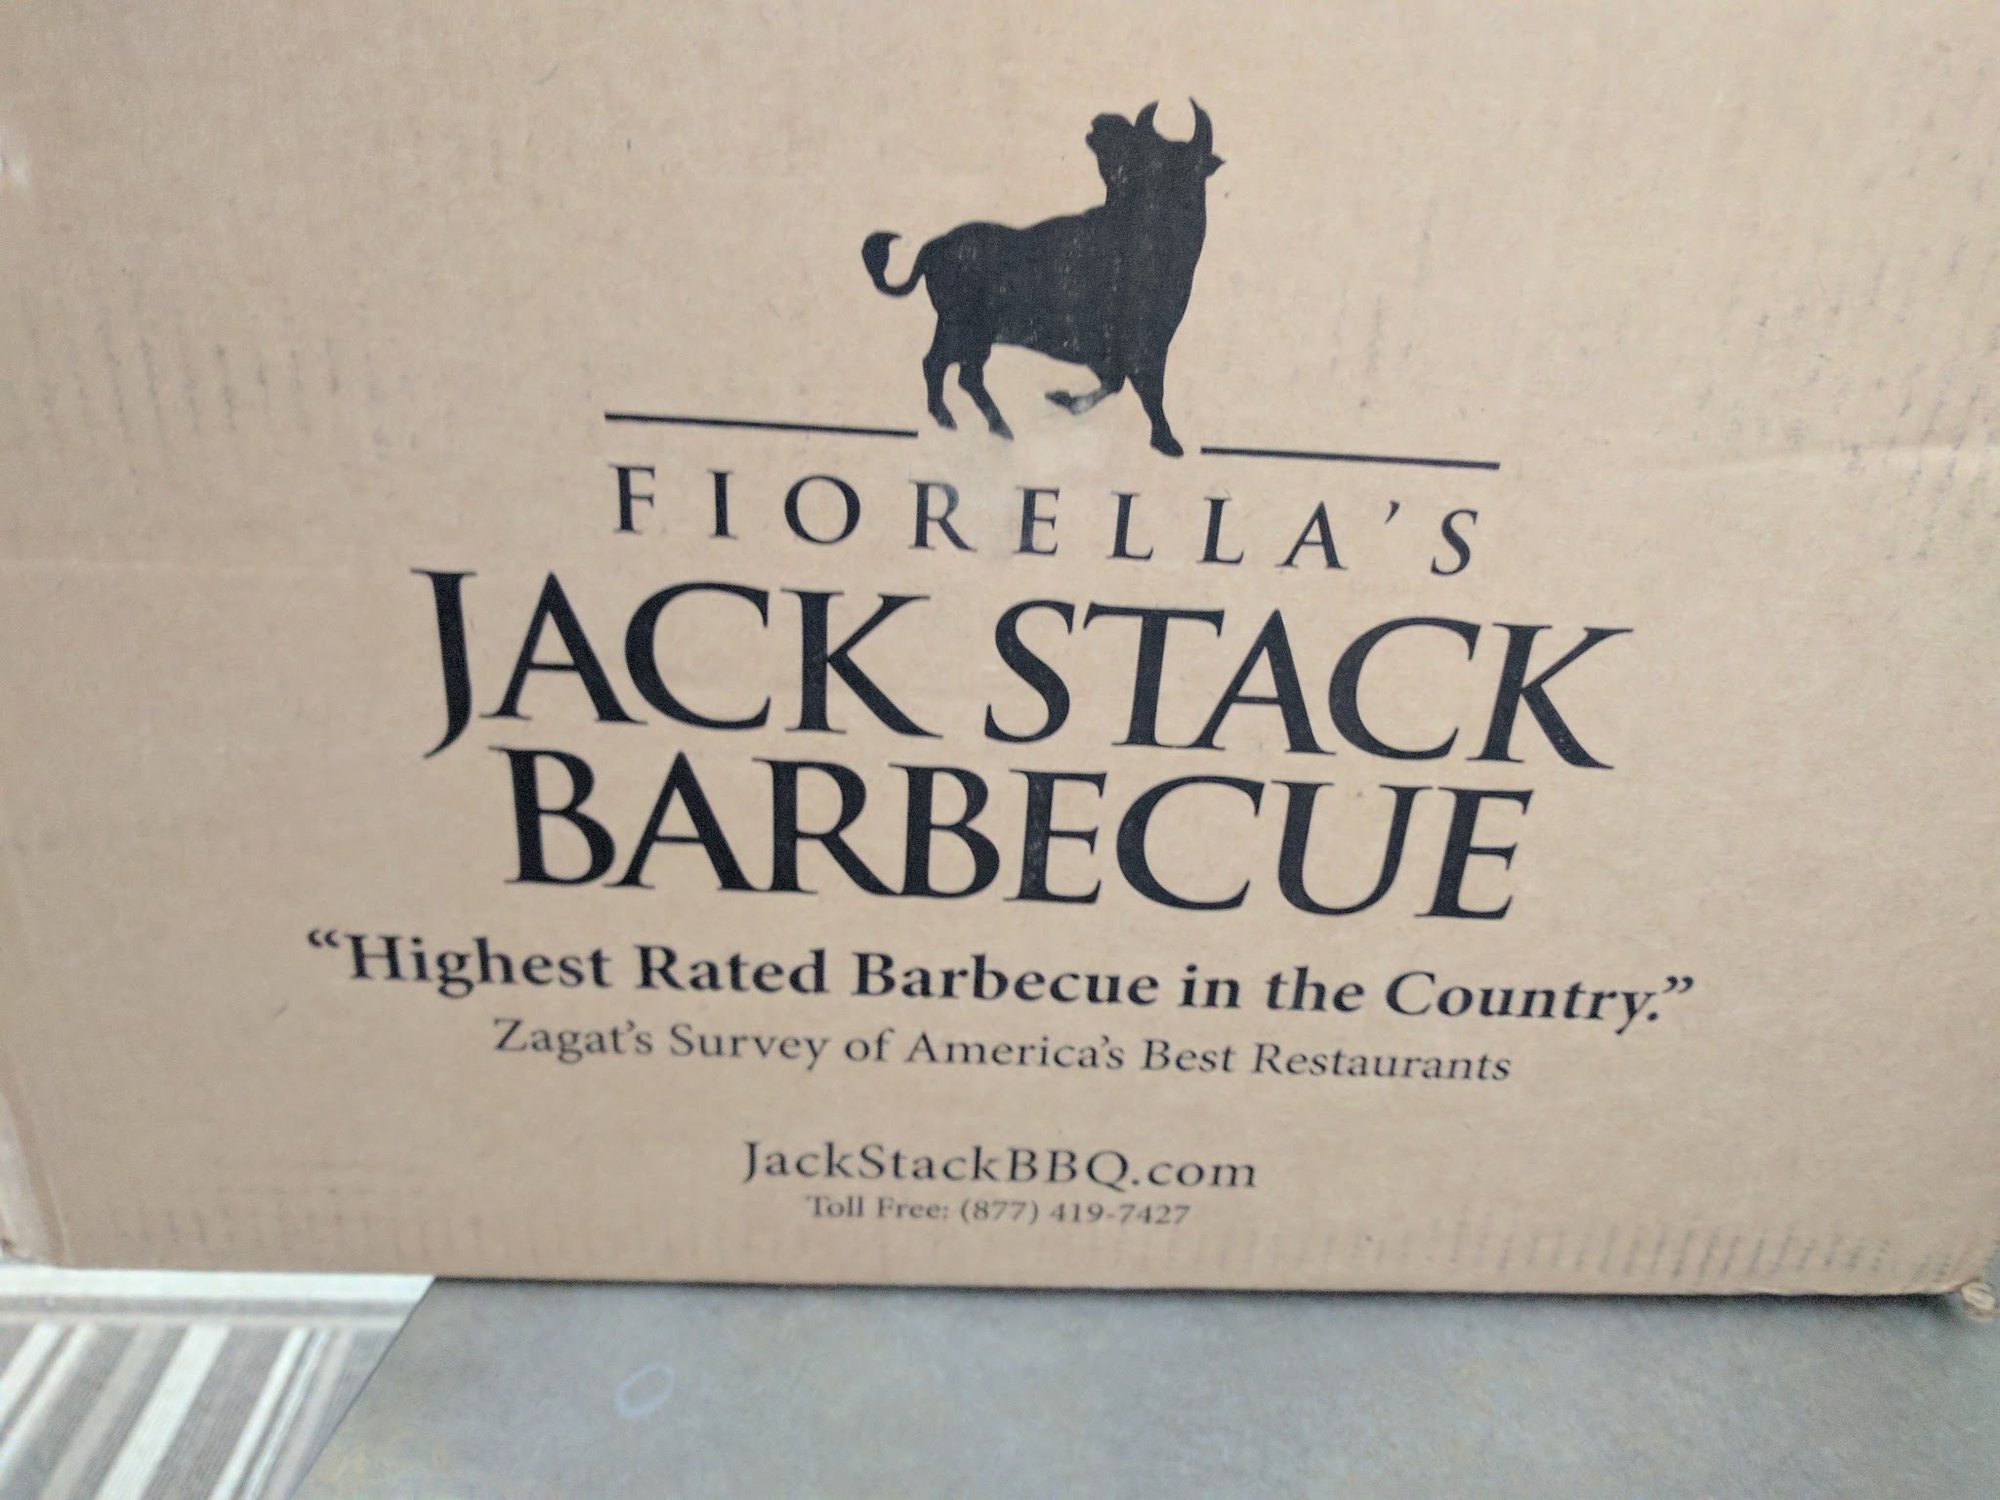 FIORELLA'S
JACK STACK
BARBECUE
“Highest Rated Barbecue in the Country.”
Zagat's Survey of America's Best Restaurants
JackStackBBQ.com
Toll Free: (877) 419-7427